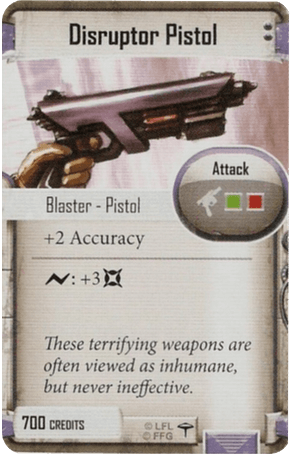 Disruptor Pistol
Attack
Blaster - Pistol
+2 Accuracy
: +3
These terrifying weapons are
often viewed as inhumane,
but never ineffective.
700 CREDITS
© LFL
© FFG